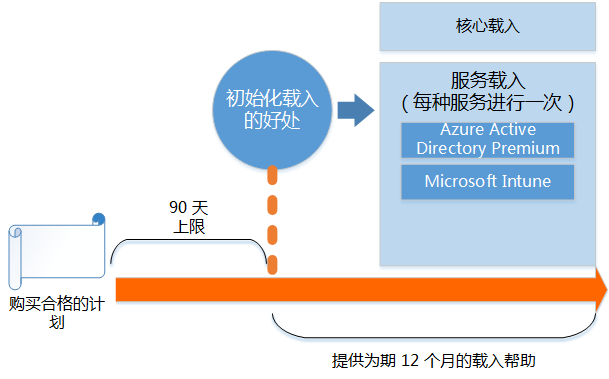 核心载入
服务载入
（每种服务进行一次）
Azure Active
Directory Premium
Microsoft Intune
初始化载入
的好处
90 天
上限
购买合格的计
划
提供为期 12 个月的载入帮助